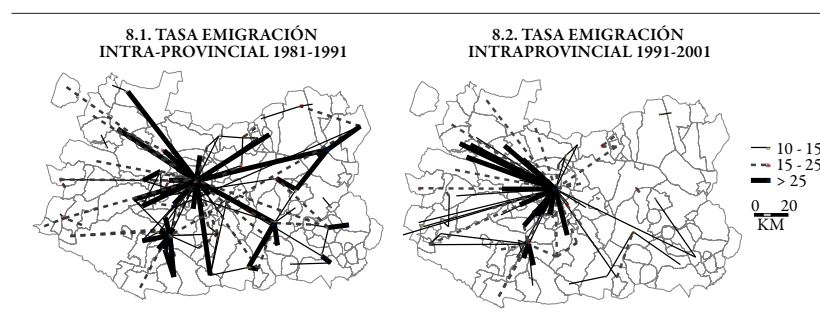 8.1. TASA EMIGRACIÓN
INTRA-PROVINCIAL 1981-1991
8.2. TASA EMIGRACIÓN
INTRAPROVINCIAL 1991-2001
10 - 15
15 - 25
> 25
0 20
KM